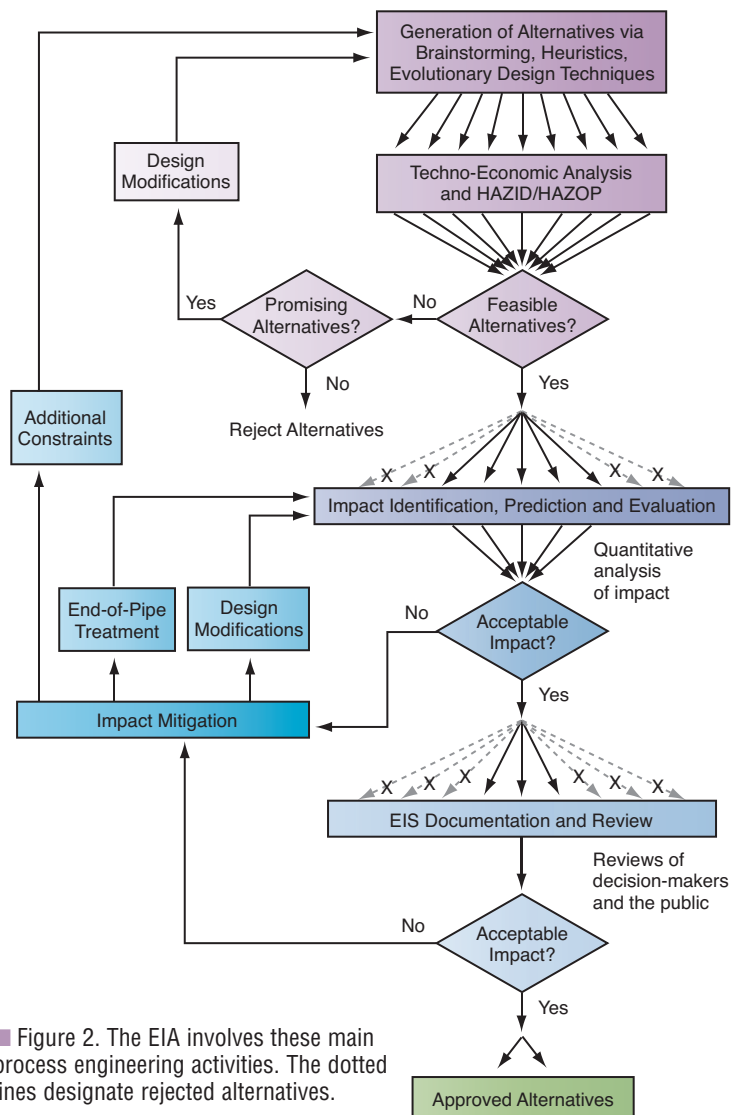 Generation of Alternatives via
Brainstorming, Heuristics,
Evolutionary Design Techniques
Design
Modifications
Techno-Economic Analysis
and HAZID/HAZOP
Yes
Promising
Alternatives?
No
Feasible
Alternatives?
No
Yes
Reject Alternatives
Additional
Constraints
X
X
X
X
Impact Identification, Prediction and Evaluation
Quantitative
analysis
of impact
End-of-Pipe
Treatment
Design
Modifications
No
Acceptable
Impact?
Yes
Impact Mitigation
X
X
X
X
X
X
EIS Documentation and Review
Reviews of
decision-makers
and the public
No
Acceptable
Impact?
Yes
Figure 2. The EIA involves these main
process engineering activities. The dotted
ines designate rejected alternatives.
Approved Alternatives